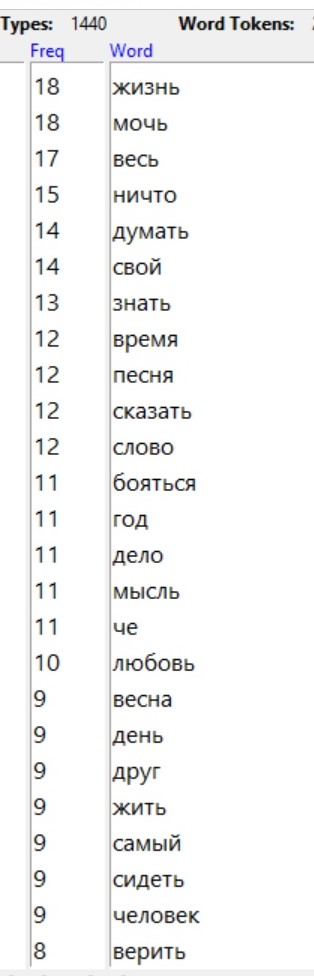 Types: 1440 Word Tokens:
Freq Word
18 жизнь
18 мочь
17 весь
15 ничто
14 думать
14 свой
13 знать
12 время
12 песня
12 сказать
12 слово
11 бояться
11 год
11 дело
11 мысль
11 че
10 любовь
9 весна
9 день
9 друг
9 жить
9 самый
9 сидеть
9 человек
8 верить